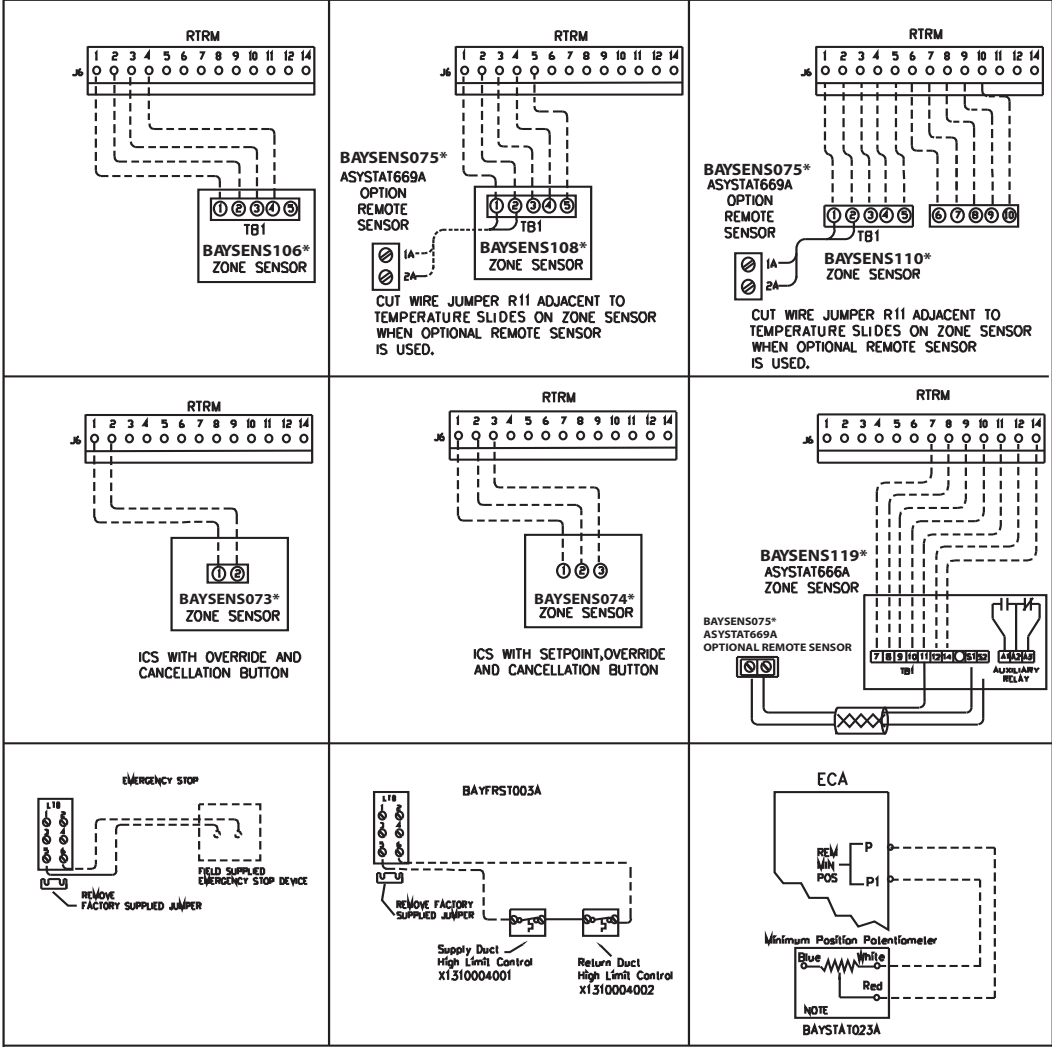 RTRM
1 2 3 4 5 6 7 8 9 10 11 12 14
J6
1 2 3 4 5
TB1
BAYSENS106*
ZONE SENSOR
RTRM
1 2 3 4 5 6 7 8 9 10 11 12 14
J6
BAYSENS075*
ASYSTAT669A
OPTION
REMOTE
SENSOR
1 2 3 4 5
TB1
1A
2A
BAYSENS108*
ZONE SENSOR
CUT WIRE JUMPER R11 ADJACENT TO
TEMPERATURE SLIDES ON ZONE SENSOR
WHEN OPTIONAL REMOTE SENSOR
IS USED.
RTRM
1 2 3 4 5 6 7 8 9 10 11 12 14
J6
BAYSENS075*
ASYSTAT669A
OPTION
REMOTE
SENSOR
1 2 3 4 5
6 7 8 9 10
TB1
1A
2A
BAYSENS110*
ZONE SENSOR
CUT WIRE JUMPER R11 ADJACENT TO
TEMPERATURE SLIDES ON ZONE SENSOR
WHEN OPTIONAL REMOTE SENSOR
IS USED.
RTRM
1 2 3 4 5 6 7 8 9 10 11 12 14
J6
1 2
BAYSENS073*
ZONE SENSOR
ICS WITH OVERRIDE AND
CANCELLATION BUTTON
RTRM
1 2 3 4 5 6 7 8 9 10 11 12 14
J6
1 2 3
BAYSENS074*
ZONE SENSOR
ICS WITH SETPOINT,OVERRIDE
AND CANCELLATION BUTTON
RTRM
1 2 3 4 5 6 7 8 9 10 11 12 14
J6
BAYSENS119*
ASYSTAT666A
ZONE SENSOR
BAYSENS075*
ASYSTAT669A
OPTIONAL REMOTE SENSOR
7 8 9 10 11 12 14 S1 S2
TB1
A1 A2 A3
AUXILIARY
RELAY
EMERGENCY STOP
LTB
1 2
3 4
5 6
FIELD SUPPLIED
EMERGENCY STOP DEVICE
REMOVE
FACTORY SUPPLIED JUMPER
BAYFRST003A
LTB
1 2
3 4
5 6
REMOVE FACTORY
SUPPLIED JUMPER
Supply Duct
High Limit Control
X1310004001
Return Duct
High Limit Control
X1310004002
ECA
REM
MIN
POS
P
P1
Minimum Position Potentiometer
Blue
White
Red
NOTE
BAYSTAT023A